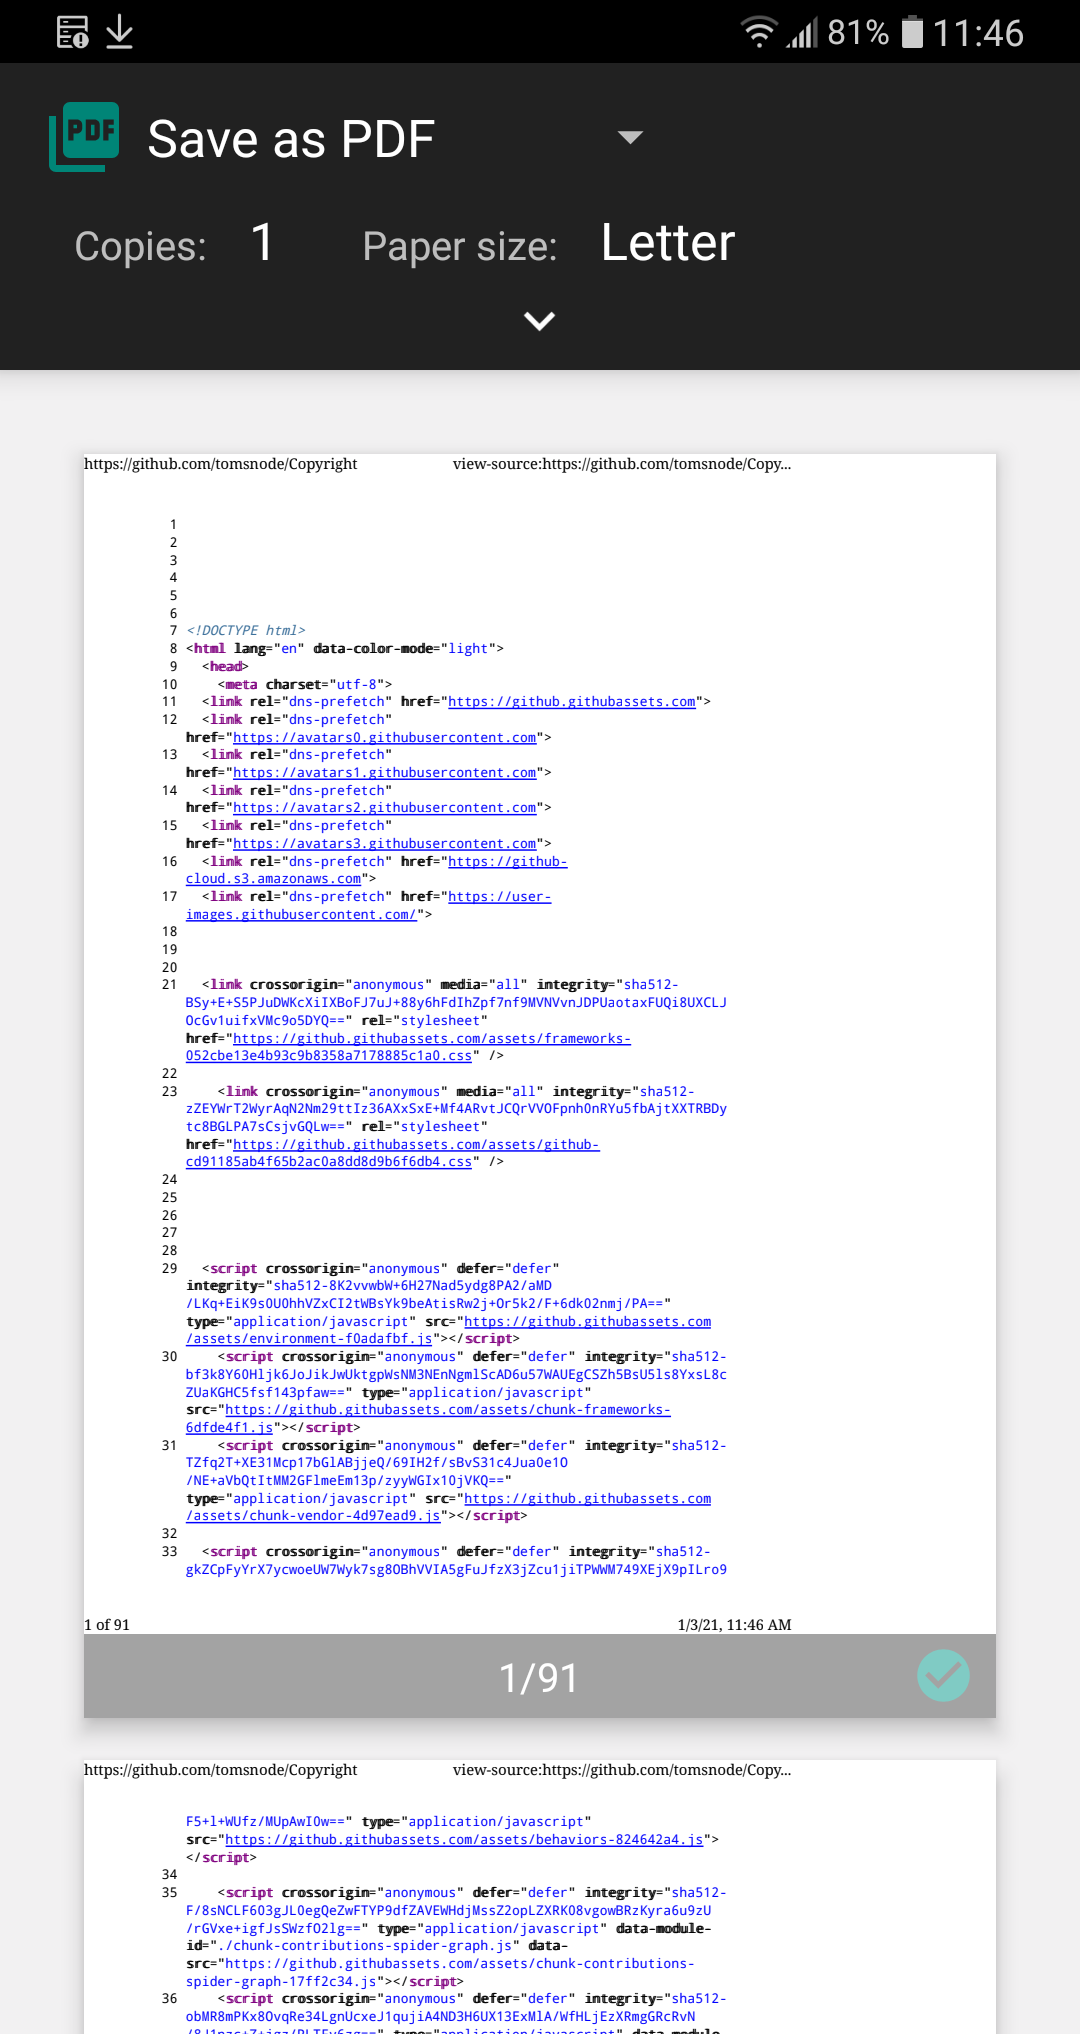 81% 11:46
PDF Save as PDF
Copies: 1 Paper size: Letter
https://github.com/tomsnode/Copyright view-source:https://github.com/tomsnode/Copy...
1
2
3
4
5
6
7 <!DOCTYPE html>
8 <html lang="en" data-color-mode="light">
9 <head>
10 <meta charset="utf-8">
11 <link rel="dns-prefetch" href="https://github.githubassets.com">
12 <link rel="dns-prefetch"
href="https://avatars0.githubusercontent.com">
13 <link rel="dns-prefetch"
href="https://avatars1.githubusercontent.com">
14 <link rel="dns-prefetch"
href="https://avatars2.githubusercontent.com">
15 <link rel="dns-prefetch"
href="https://avatars3.githubusercontent.com">
16 <link rel="dns-prefetch" href="https://github-
cloud.s3.amazonaws.com">
17 <link rel="dns-prefetch" href="https://user-
images.githubusercontent.com/">
18
19
20
21 <link crossorigin="anonymous" media="all" integrity="sha512-
BSy+E+S5PJuDWKcXiIXBoFJ7uJ+88y6hFdIhZpf7nf9MVNVvnJDPUaotaxFUQi8UXCLJ
OcGv1uifxVMc9o5DYQ==" rel="stylesheet"
href="https://github.githubassets.com/assets/frameworks-
052cbe13e4b93c9b8358a7178885c1a0.css" />
22
23 <link crossorigin="anonymous" media="all" integrity="sha512-
zZEYWrT2WyrAqN2Nm29ttIz36AXxSxE+Mf4ARvtJCQrVVOFpnh0nRYu5fbAjtXXTRBDy
tc8BGLPA7sCsjvGQLw==" rel="stylesheet"
href="https://github.githubassets.com/assets/github-
cd91185ab4f65b2ac0a8dd8d9b6f6db4.css" />
24
25
26
27
28
29 <script crossorigin="anonymous" defer="defer"
integrity="sha512-8K2vvwbW+6H27Nad5ydg8PA2/aMD
/LKq+EiK9sOU0hhVZxCI2tWBsYk9beAtisRw2j+Or5k2/F+6dkO2nmj/PA=="
type="application/javascript" src="https://github.githubassets.com
/assets/environment-f0adafbf.js"></script>
30 <script crossorigin="anonymous" defer="defer" integrity="sha512-
bf3k8Y60Hljk6JoJikJwUktgpWsNM3NEnNgmlScAD6u57WAUEgCSZh5BsU5ls8YxsL8c
ZUaKGHC5fsf143pfaw==" type="application/javascript"
src="https://github.githubassets.com/assets/chunk-frameworks-
6dfde4f1.js"></script>
31 <script crossorigin="anonymous" defer="defer" integrity="sha512-
TZfq2T+XE31Mcp17bGlABjjeQ/69IH2f/sBvS31c4Jua0e1O
/NE+aVbQtItMM2GFlmeEm13p/zyyWGIx10jVKQ=="
type="application/javascript" src="https://github.githubassets.com
/assets/chunk-vendor-4d97ead9.js"></script>
32
33 <script crossorigin="anonymous" defer="defer" integrity="sha512-
gkZCpFyYrX7ycwoeUW7Wyk7sg8OBhVVIA5gFuJfzX3jZcu1jiTPWWM749XEjX9pILro9
1 of 91 1/3/21, 11:46 AM
1/91
https://github.com/tomsnode/Copyright view-source:https://github.com/tomsnode/Copy...
F5+l+WUfz/MUpAwI0w==" type="application/javascript"
src="https://github.githubassets.com/assets/behaviors-824642a4.js">
</script>
34
35 <script crossorigin="anonymous" defer="defer" integrity="sha512-
F/8sNCLF6O3gJL0egQeZwFTYP9dfZAVEWHdjMssZ2opLZXRKO8vgowBRzKyra6u9zU
/rGVxe+igfJsSWzfO2lg==" type="application/javascript" data-module-
id="./chunk-contributions-spider-graph.js" data-
src="https://github.githubassets.com/assets/chunk-contributions-
spider-graph-17ff2c34.js"></script>
36 <script crossorigin="anonymous" defer="defer" integrity="sha512-
obMR8mPKx8OvqRe34LgnUcxeJ1qujiA4ND3H6UX13ExMlA/WfHLjEzXRmgGRcRvN